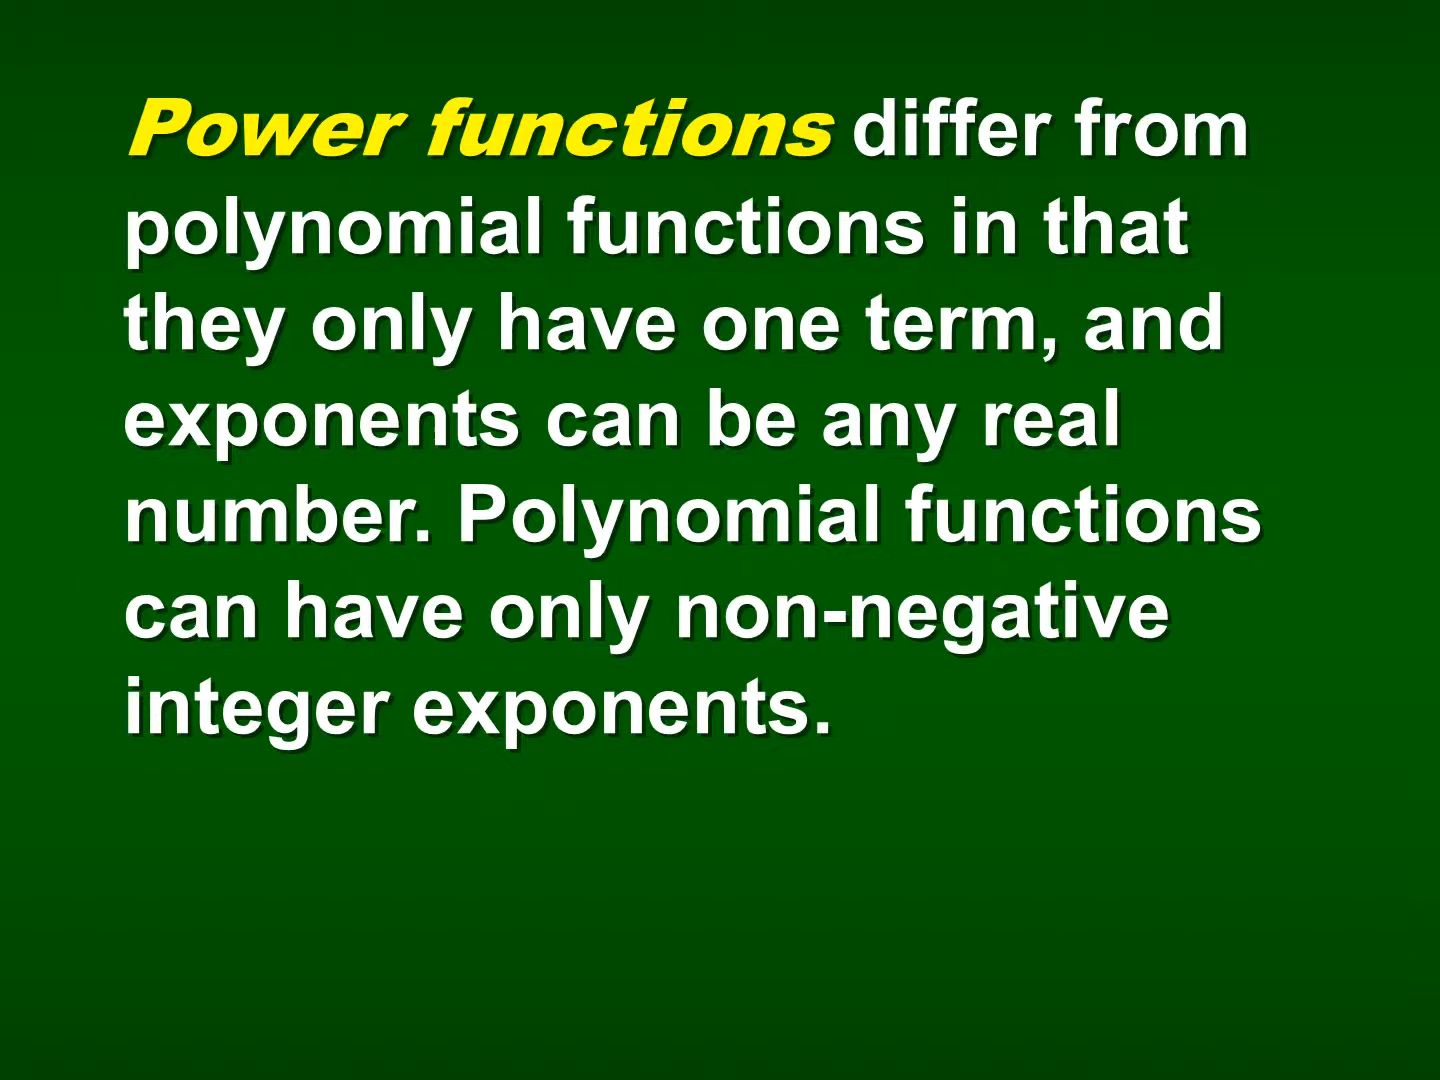 Power functions differ from
polynomial functions in that
they only have one term, and
exponents can be any real
number. Polynomial functions
can have only non-negative
integer exponents.